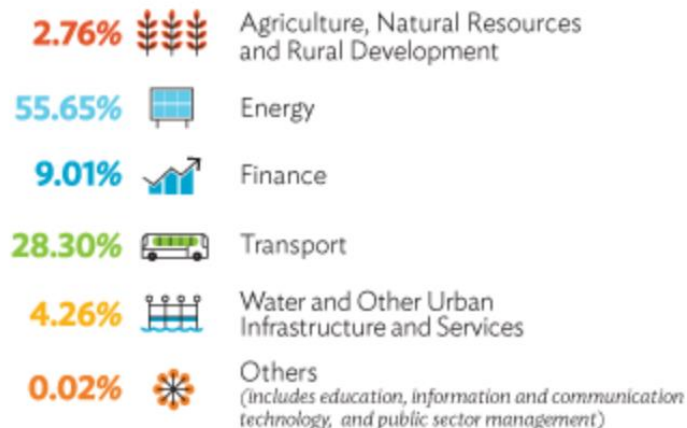 2.76% Agriculture, Natural Resources
and Rural Development
55.65% Energy
9.01% Finance
28.30% Transport
4.26% Water and Other Urban
Infrastructure and Services
0.02% Others
(includes education, information and communication
technology, and public sector management)